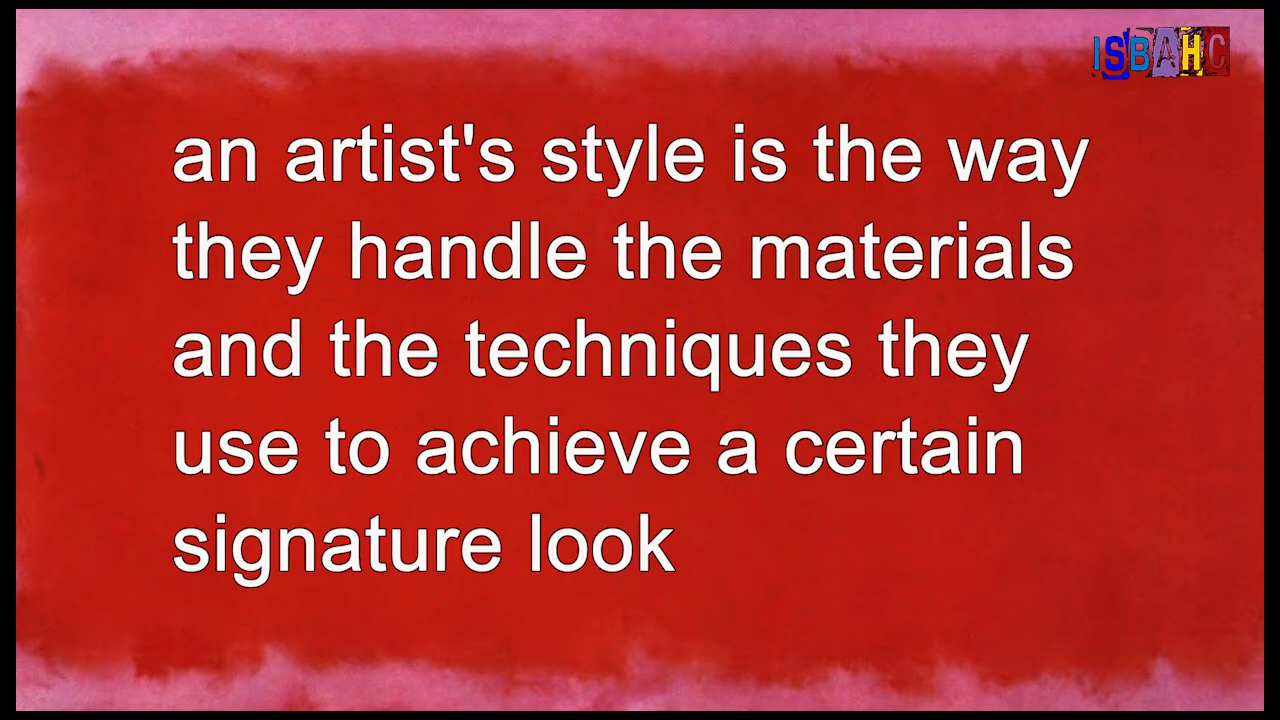 ISBAHC
an artist's style is the way
they handle the materials
and the techniques they
use to achieve a certain
signature look